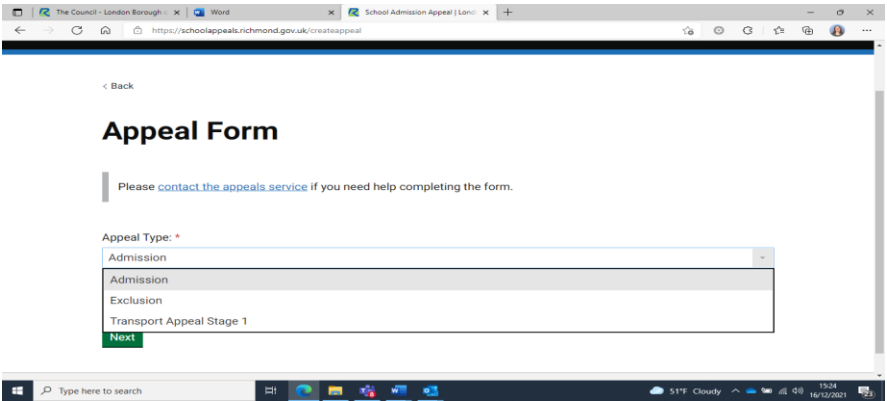 The Council - London Borough o
Word
School Admission Appeal | Lond
https://schoolappeals.richmond.gov.uk/createappeal
< Back
Appeal Form
Please contact the appeals service if you need help completing the form.
Appeal Type: *
Admission
Admission
Exclusion
Transport Appeal Stage 1
Next
Type here to search
51°F Cloudy
15:24
16/12/2021